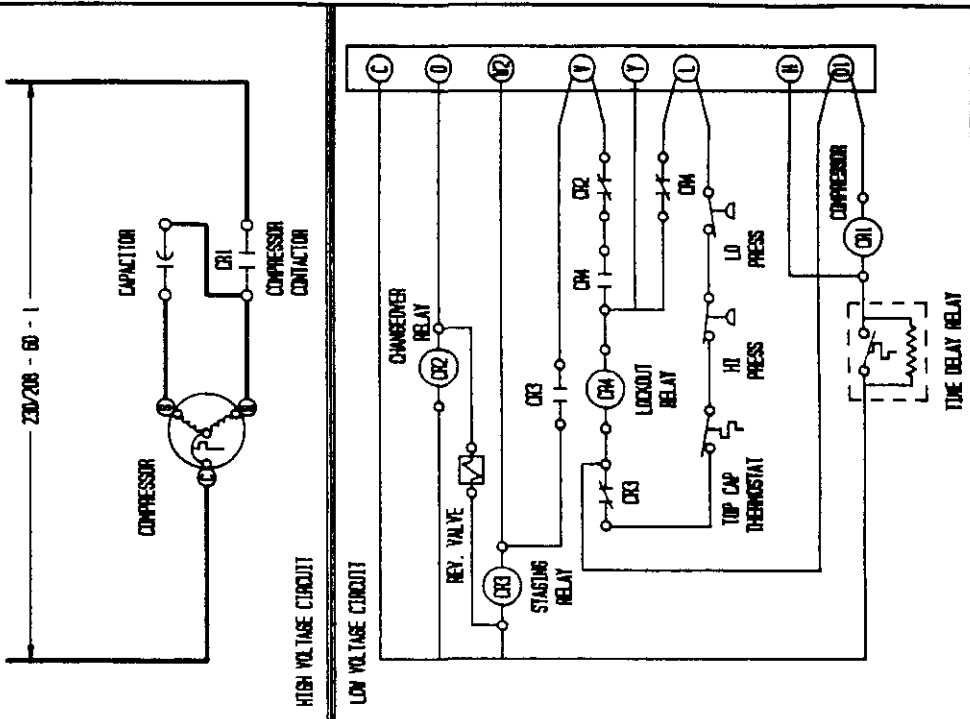 230/208 - 60 - 1
CAPACITOR
CR1
COMPRESSOR
CONTACTOR
COMPRESSOR
S
R
C
HIGH VOLTAGE CIRCUIT
LOW VOLTAGE CIRCUIT
C
O
W2
V
Y
L
H
O1
CHANGEOVER
RELAY
CR2
REV. VALVE
CR3
STAGING
RELAY
CR3
CR2
CR4
CR4
LOCKOUT
RELAY
CR3
CR4
LO
PRESS
HI
PRESS
TOP CAP
THERMOSTAT
COMPRESSOR
CR1
TIME DELAY RELAY